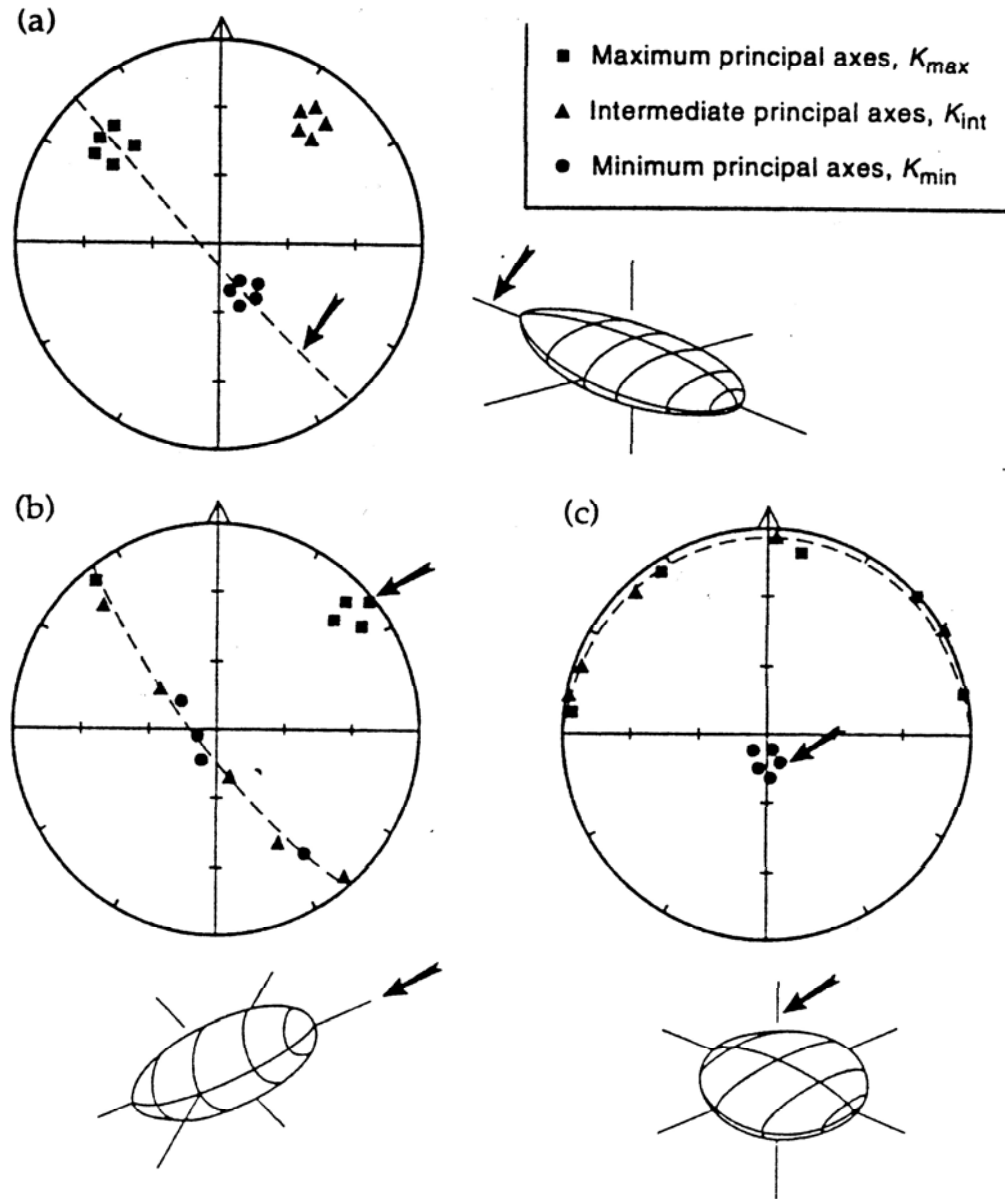 (a)
■ Maximum principal axes, Kmax
▲ Intermediate principal axes, Kint
● Minimum principal axes, Kmin
(b)
(c)